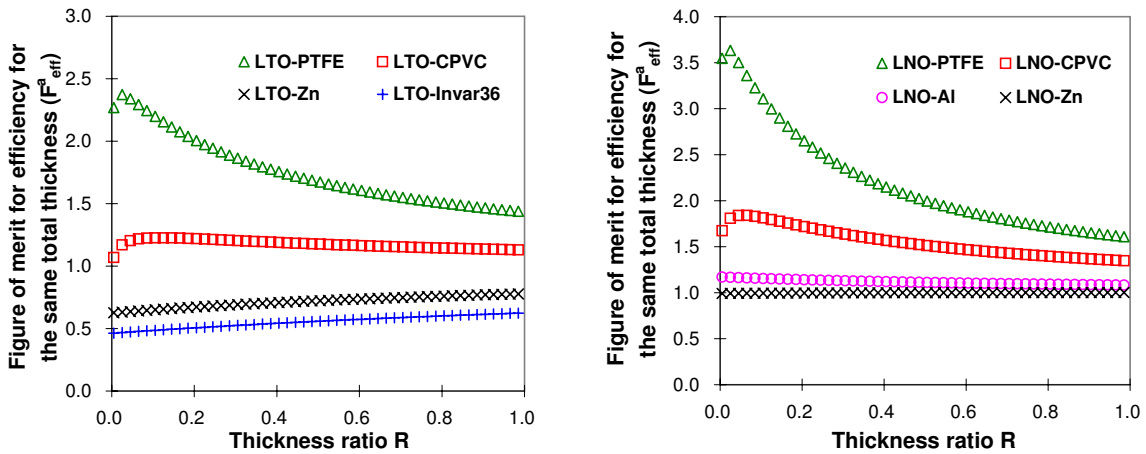 Figure of merit for efficiency for
the same total thickness (Fᵃeff)
3.0
2.5
2.0
1.5
1.0
0.5
0.0
LTO-PTFE
LTO-CPVC
LTO-Zn
LTO-Invar36
0.0 0.2 0.4 0.6 0.8 1.0
Thickness ratio R
Figure of merit for efficiency for
the same total thickness (Fᵃeff)
4.0
3.5
3.0
2.5
2.0
1.5
1.0
0.5
0.0
LNO-PTFE
LNO-CPVC
LNO-Al
LNO-Zn
0.0 0.2 0.4 0.6 0.8 1.0
Thickness ratio R